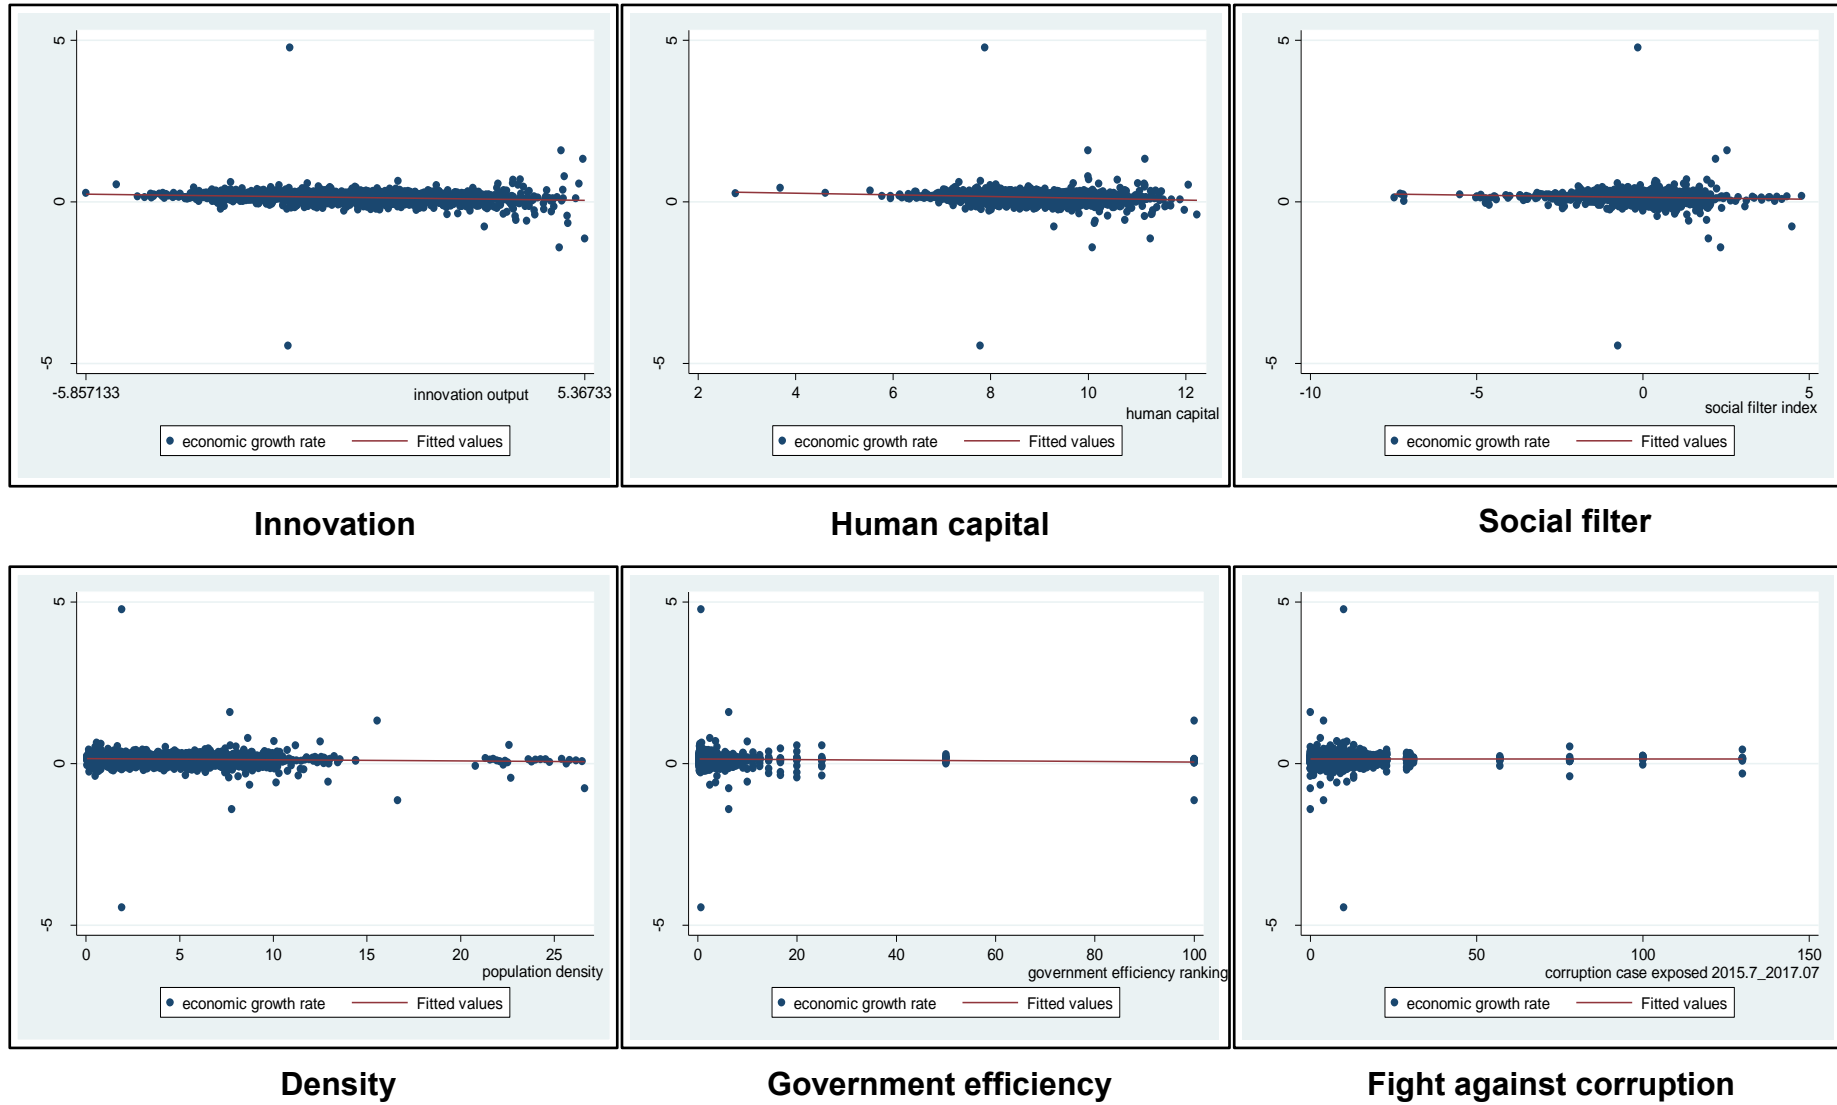 5
0
-5
-5.857133
5.36733
innovation output
economic growth rate
Fitted values
5
0
-5
2
4
6
8
10
12
human capital
economic growth rate
Fitted values
5
0
-5
-10
-5
0
5
social filter index
economic growth rate
Fitted values
Innovation
Human capital
Social filter
5
0
-5
0
5
10
15
20
25
population density
economic growth rate
Fitted values
5
0
-5
0
20
40
60
80
100
government efficiency ranking
economic growth rate
Fitted values
5
0
-5
0
50
100
150
corruption case exposed 2015.7_2017.07
economic growth rate
Fitted values
Density
Government efficiency
Fight against corruption